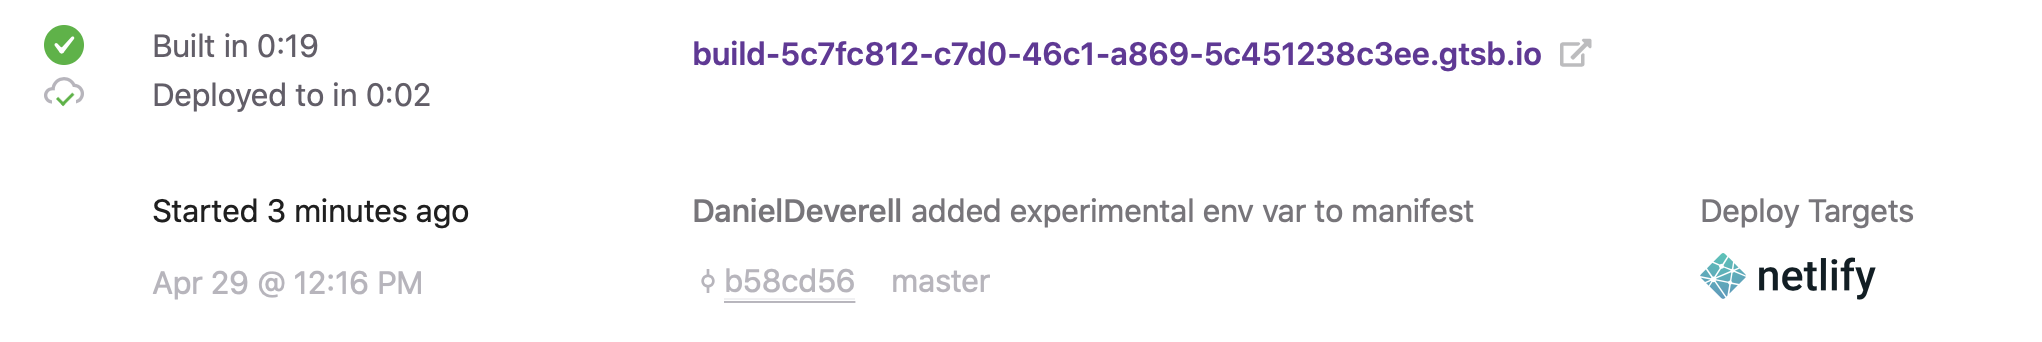 Built in 0:19
Deployed to in 0:02
build-5c7fc812-c7d0-46c1-a869-5c451238c3ee.gtsb.io
Started 3 minutes ago
Apr 29 @ 12:16 PM
DanielDeverell added experimental env var to manifest
b58cd56 master
Deploy Targets
netlify